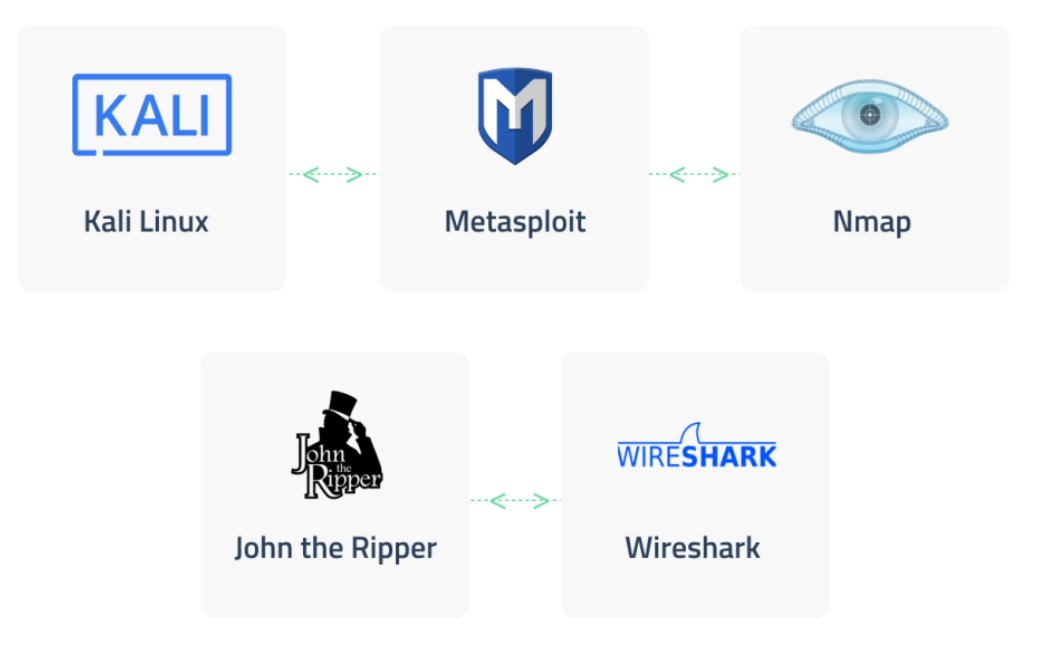 KALI
M
Kali Linux
Metasploit
Nmap
John
the
Ripper
WIRESHARK
John the Ripper
Wireshark